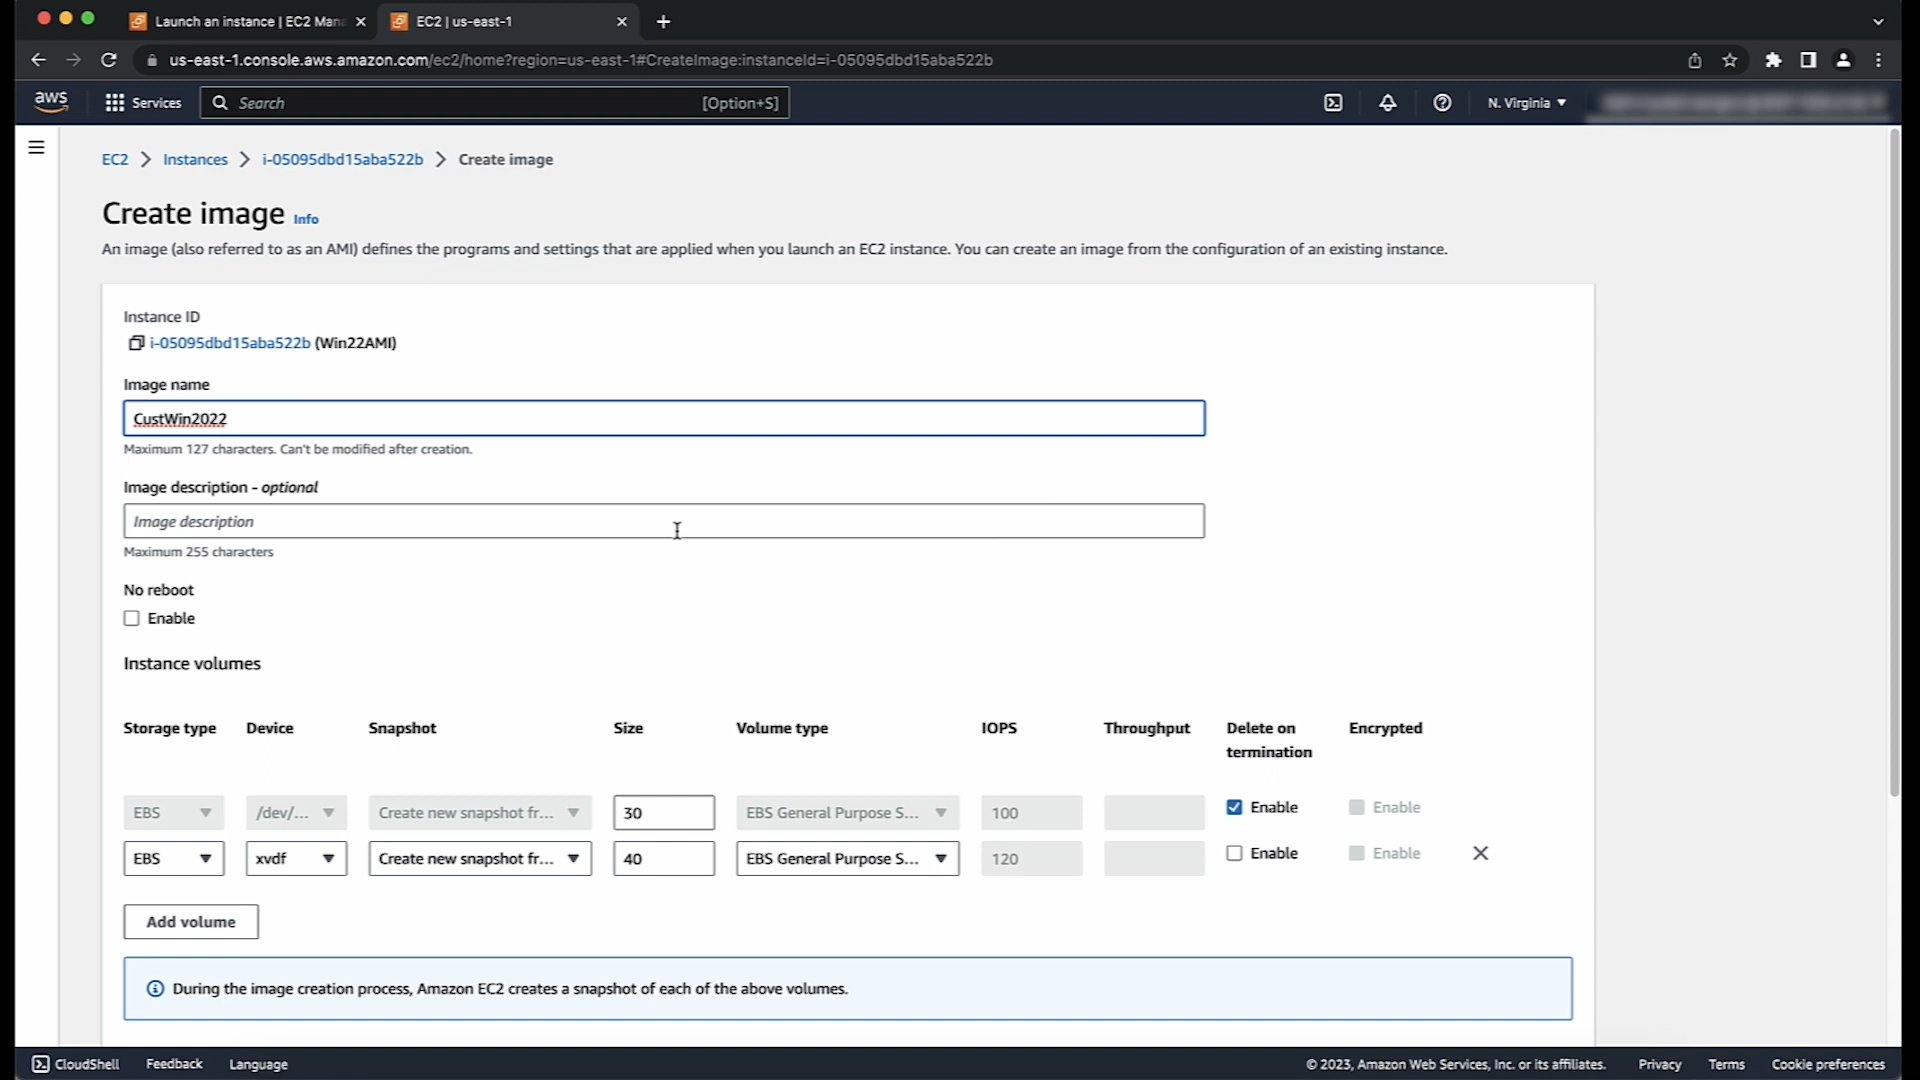 Launch an instance | EC2 Man
EC2 | us-east-1
us-east-1.console.aws.amazon.com/ec2/home?region=us-east-1#CreateImage:instanceId=i-05095dbd15aba522b
aws
Services
Search
[Option+S]
N. Virginia
EC2 > Instances > i-05095dbd15aba522b > Create image
Create image Info
An image (also referred to as an AMI) defines the programs and settings that are applied when you launch an EC2 instance. You can create an image from the configuration of an existing instance.
Instance ID
i-05095dbd15aba522b (Win22AMI)
Image name
CustWin2022
Maximum 127 characters. Can't be modified after creation.
Image description - optional
Image description
Maximum 255 characters
No reboot
Enable
Instance volumes
Storage type Device Snapshot Size Volume type IOPS Throughput Delete on termination Encrypted
EBS /dev/... Create new snapshot fr... 30 EBS General Purpose S... 100 Enable Enable
EBS xvdf Create new snapshot fr... 40 EBS General Purpose S... 120 Enable Enable
Add volume
During the image creation process, Amazon EC2 creates a snapshot of each of the above volumes.
CloudShell Feedback Language © 2023, Amazon Web Services, Inc. or its affiliates. Privacy Terms Cookie preferences